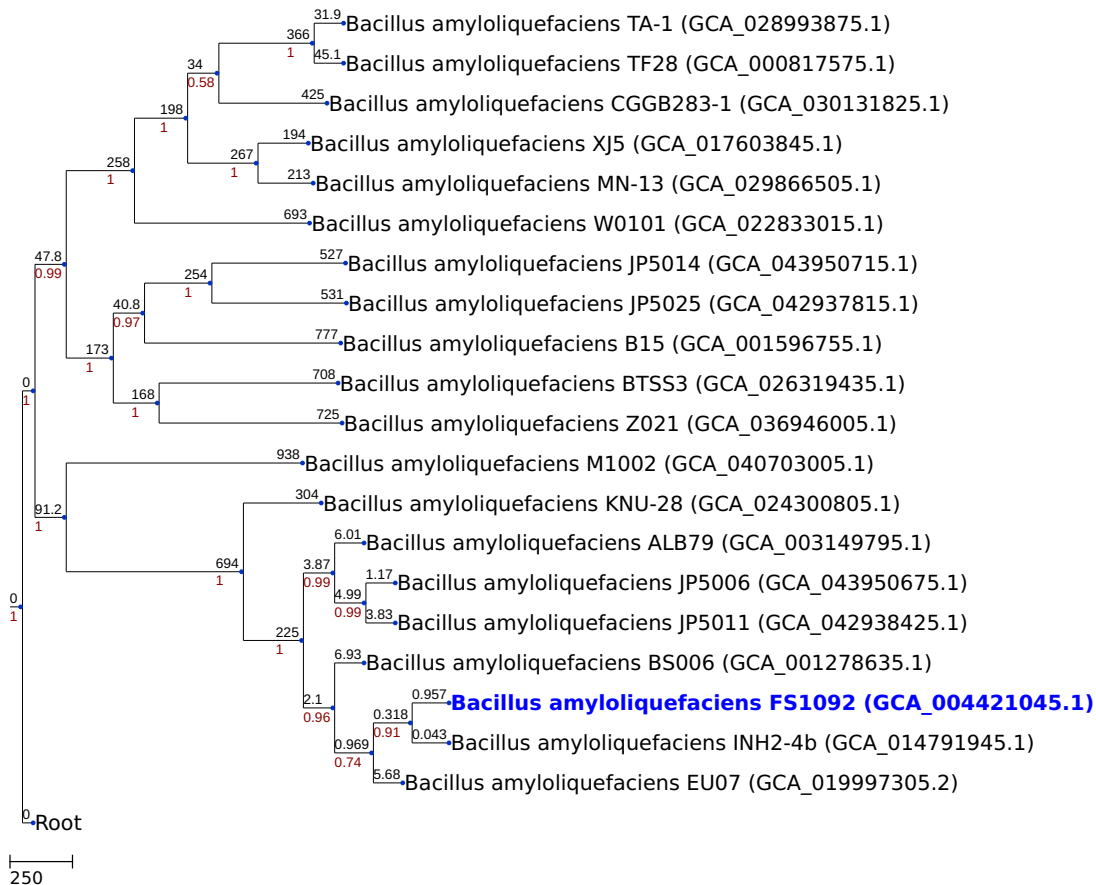 31.9
Bacillus amyloliquefaciens TA-1 (GCA_028993875.1)
366
1
45.1
Bacillus amyloliquefaciens TF28 (GCA_000817575.1)
34
0.58
425
Bacillus amyloliquefaciens CGGB283-1 (GCA_030131825.1)
198
1
194
Bacillus amyloliquefaciens XJ5 (GCA_017603845.1)
267
1
213
Bacillus amyloliquefaciens MN-13 (GCA_029866505.1)
258
1
693
Bacillus amyloliquefaciens W0101 (GCA_022833015.1)
47.8
0.99
527
Bacillus amyloliquefaciens JP5014 (GCA_043950715.1)
254
1
531
Bacillus amyloliquefaciens JP5025 (GCA_042937815.1)
40.8
0.97
777
Bacillus amyloliquefaciens B15 (GCA_001596755.1)
173
1
708
Bacillus amyloliquefaciens BTSS3 (GCA_026319435.1)
168
1
725
Bacillus amyloliquefaciens Z021 (GCA_036946005.1)
0
1
938
Bacillus amyloliquefaciens M1002 (GCA_040703005.1)
91.2
1
304
Bacillus amyloliquefaciens KNU-28 (GCA_024300805.1)
694
1
6.01
Bacillus amyloliquefaciens ALB79 (GCA_003149795.1)
3.87
0.99
1.17
Bacillus amyloliquefaciens JP5006 (GCA_043950675.1)
4.99
0.99
3.83
Bacillus amyloliquefaciens JP5011 (GCA_042938425.1)
225
1
6.93
Bacillus amyloliquefaciens BS006 (GCA_001278635.1)
2.1
0.96
0.957
Bacillus amyloliquefaciens FS1092 (GCA_004421045.1)
0.318
0.91
0.043
Bacillus amyloliquefaciens INH2-4b (GCA_014791945.1)
0.969
0.74
5.68
Bacillus amyloliquefaciens EU07 (GCA_019997305.2)
0
1
0
Root
250